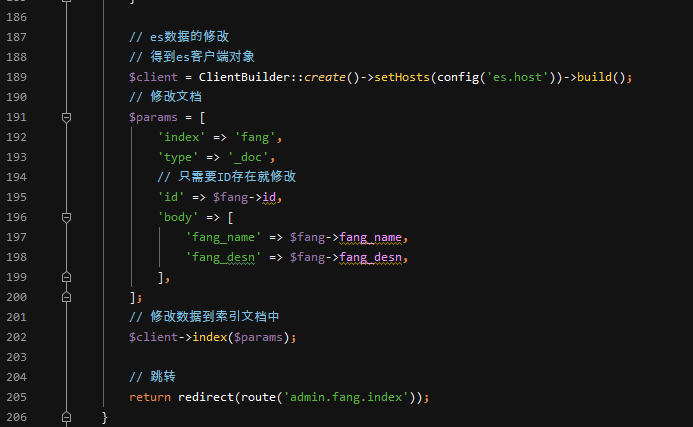 186
187 // es数据的修改
188 // 得到es客户端对象
189 $client = ClientBuilder::create()->setHosts(config('es.host'))->build();
190 // 修改文档
191 $params = [
192 'index' => 'fang',
193 'type' => '_doc',
194 // 只需要ID存在就修改
195 'id' => $fang->id,
196 'body' => [
197 'fang_name' => $fang->fang_name,
198 'fang_desn' => $fang->fang_desn,
199 ],
200 ];
201 // 修改数据到索引文档中
202 $client->index($params);
203
204 // 跳转
205 return redirect(route('admin.fang.index'));
206 }